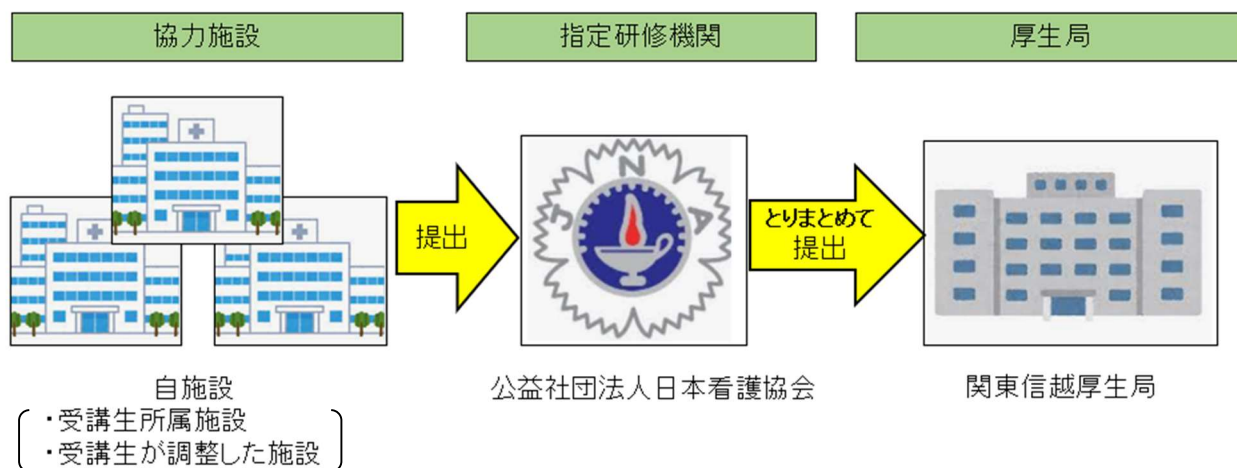 協力施設
指定研修機関
厚生局
提出
J N A
とりまとめて
提出
自施設
・受講生所属施設
・受講生が調整した施設
公益社団法人日本看護協会
関東信越厚生局